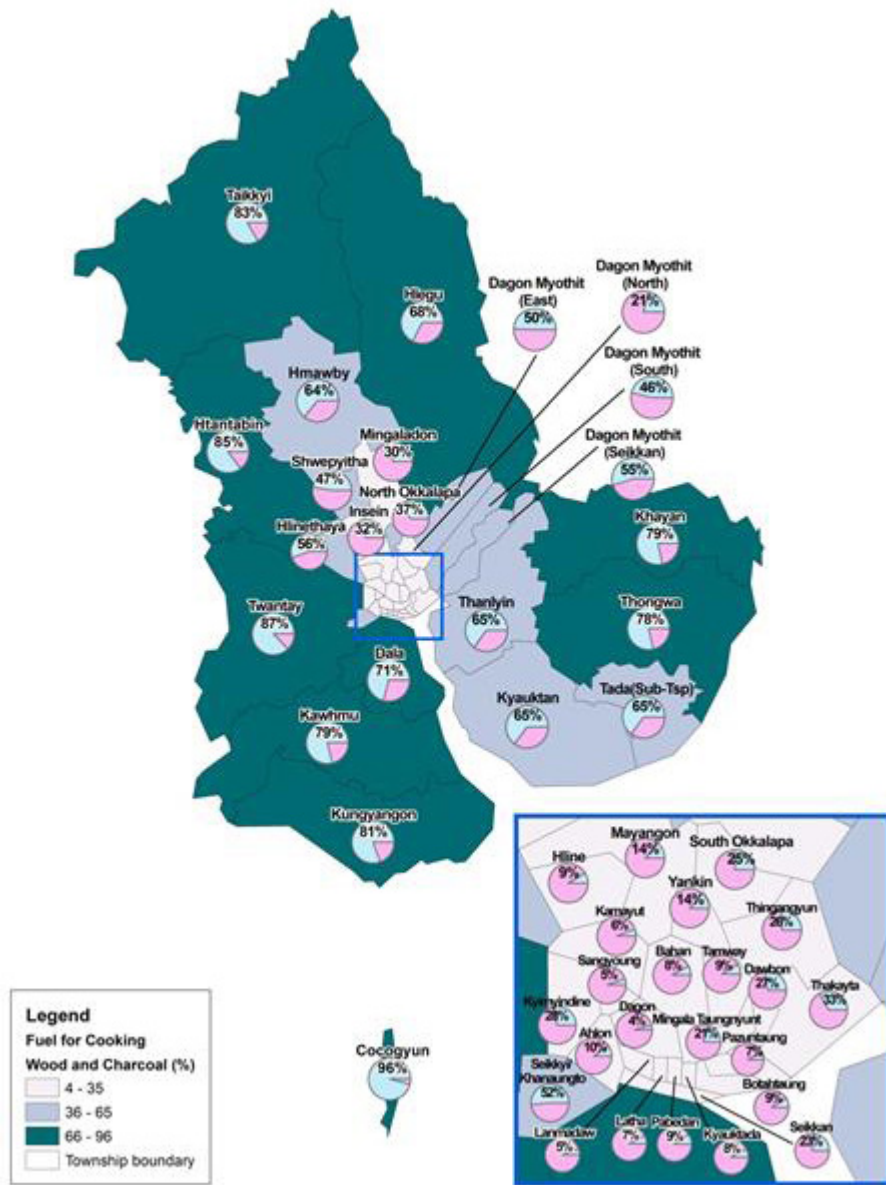 Taikkyi
83%
Hlegu
68%
Dagon Myothit
(East)
50%
Dagon Myothit
(North)
21%
Dagon Myothit
(South)
46%
Dagon Myothit
(Seikkan)
55%
Hmawby
64%
Htantabin
85%
Mingaladon
30%
Shwepyitha
47%
North Okkalapa
37%
Insein
32%
Hlinethaya
56%
Khayan
79%
Twantay
87%
Thanlyin
65%
Thongwa
78%
Dala
71%
Kyauktan
65%
Tada(Sub-Tsp)
65%
Kawhmu
79%
Kungyangon
81%
Cocogyun
96%
Legend
Fuel for Cooking
Wood and Charcoal (%)
4 - 35
36 - 65
66 - 96
Township boundary
Mayangon
14%
South Okkalapa
25%
Hline
9%
Yankin
14%
Thingangyun
26%
Kamayut
6%
Bahan
8%
Tamway
9%
Sangyoung
5%
Dawbon
27%
Thakayta
33%
Kyimyindine
28%
Dagon
4%
Mingala Taungnyunt
21%
Ahlon
10%
Pazuntaung
7%
Seikkyi/
Khanaungto
52%
Botahtaung
9%
Lanmadaw
5%
Latha
7%
Pabedan
9%
Kyauktada
8%
Seikkan
23%